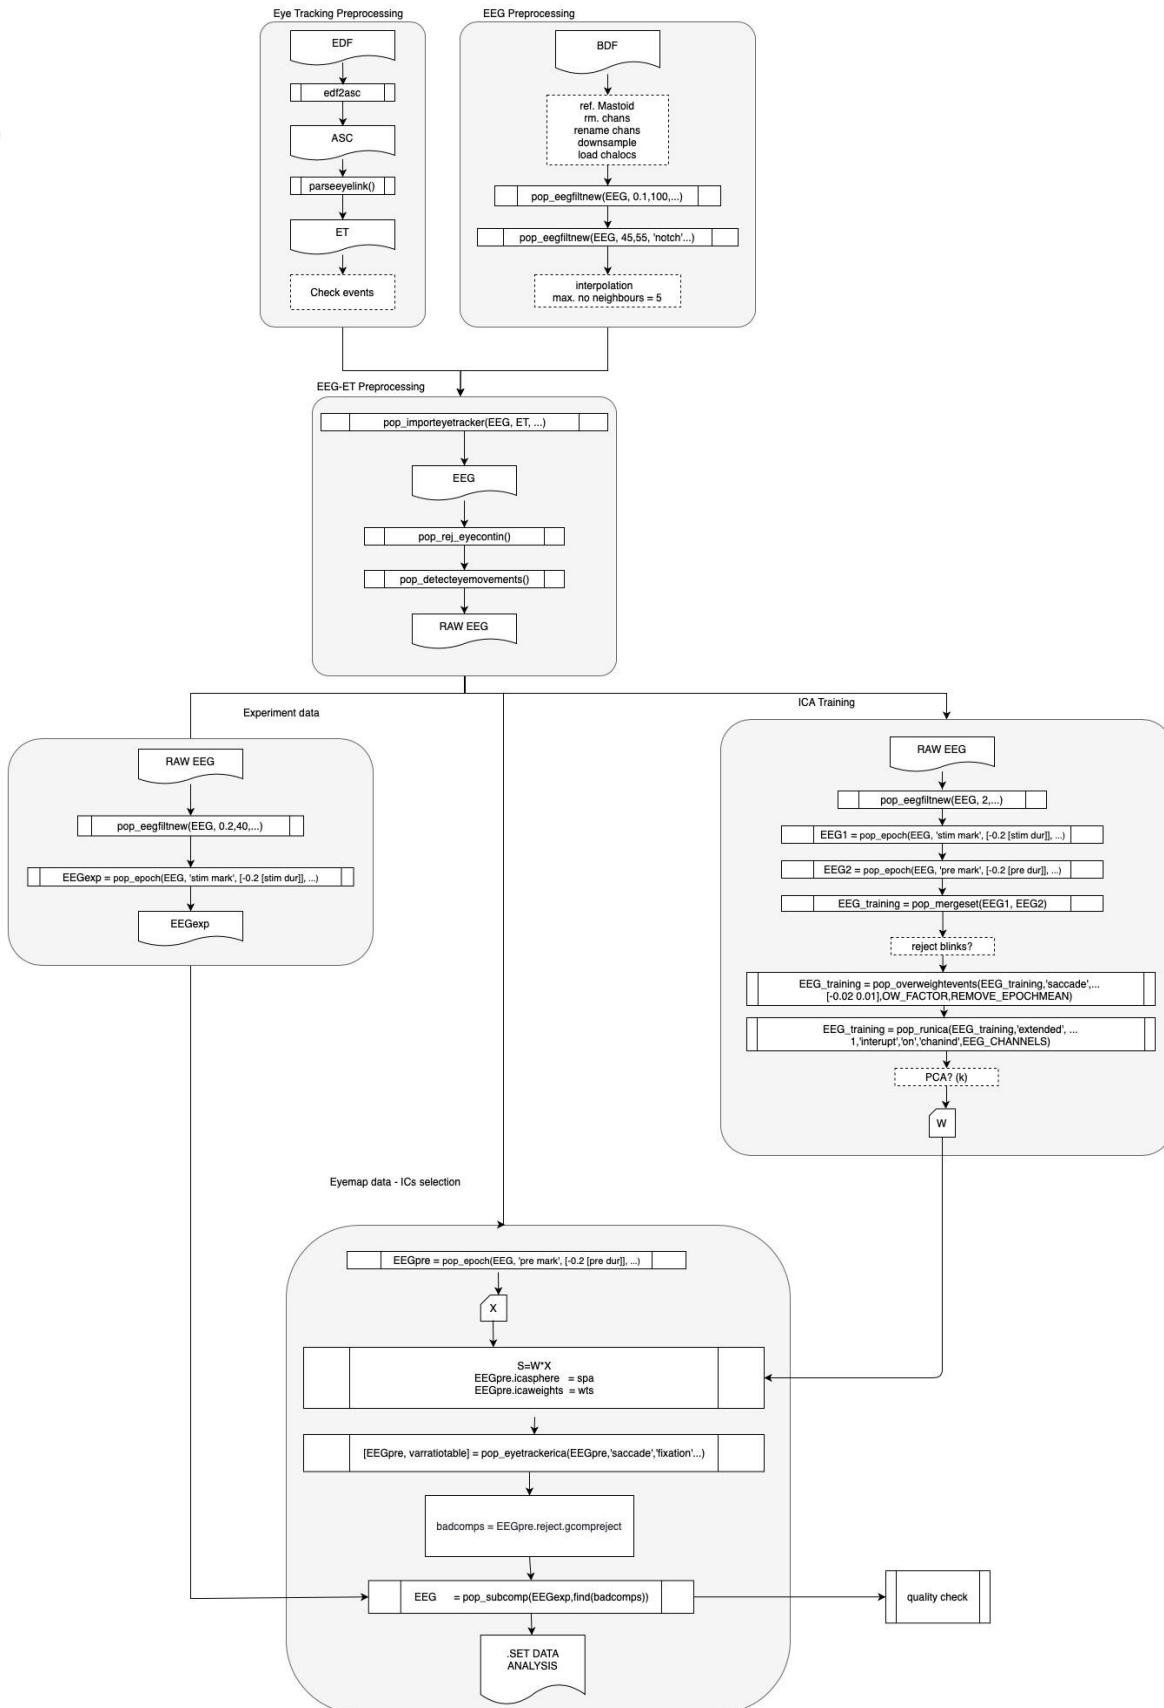 Eye Tracking Preprocessing
EDF
edf2asc
ASC
parseeyelink()
ET
Check events
EEG Preprocessing
BDF
ref. Mastoid
rm. chans
rename chans
downsample
load chalocs
pop_eegfiltnew(EEG, 0.1,100,...)
pop_eegfiltnew(EEG, 45,55, 'notch'...)
interpolation
max. no neighbours = 5
EEG-ET Preprocessing
pop_importeyetracker(EEG, ET, ...)
EEG
pop_rej_eyecontin()
pop_detecteyemovements()
RAW EEG
Experiment data
RAW EEG
pop_eegfiltnew(EEG, 0.2,40,...)
EEGexp = pop_epoch(EEG, 'stim mark', [-0.2 [stim dur]], ...)
EEGexp
ICA Training
RAW EEG
pop_eegfiltnew(EEG, 2,...)
EEG1 = pop_epoch(EEG, 'stim mark', [-0.2 [stim dur]], ...)
EEG2 = pop_epoch(EEG, 'pre mark', [-0.2 [pre dur]], ...)
EEG_training = pop_mergeset(EEG1, EEG2)
reject blinks?
EEG_training = pop_overweightevents(EEG_training,'saccade',...
[-0.02 0.01],OW_FACTOR,REMOVE_EPOCHMEAN)
EEG_training = pop_runica(EEG_training,'extended', ...
1,'interupt','on','chanind',EEG_CHANNELS)
PCA? (k)
W
Eyemap data - ICs selection
EEGpre = pop_epoch(EEG, 'pre mark', [-0.2 [pre dur]], ...)
X
S=W*X
EEGpre.icasphere = spa
EEGpre.icaweights = wts
[EEGpre, varratiotable] = pop_eyetrackerica(EEGpre,'saccade','fixation'...)
badcomps = EEGpre.reject.gcompreject
EEG = pop_subcomp(EEGexp,find(badcomps))
quality check
.SET DATA
ANALYSIS